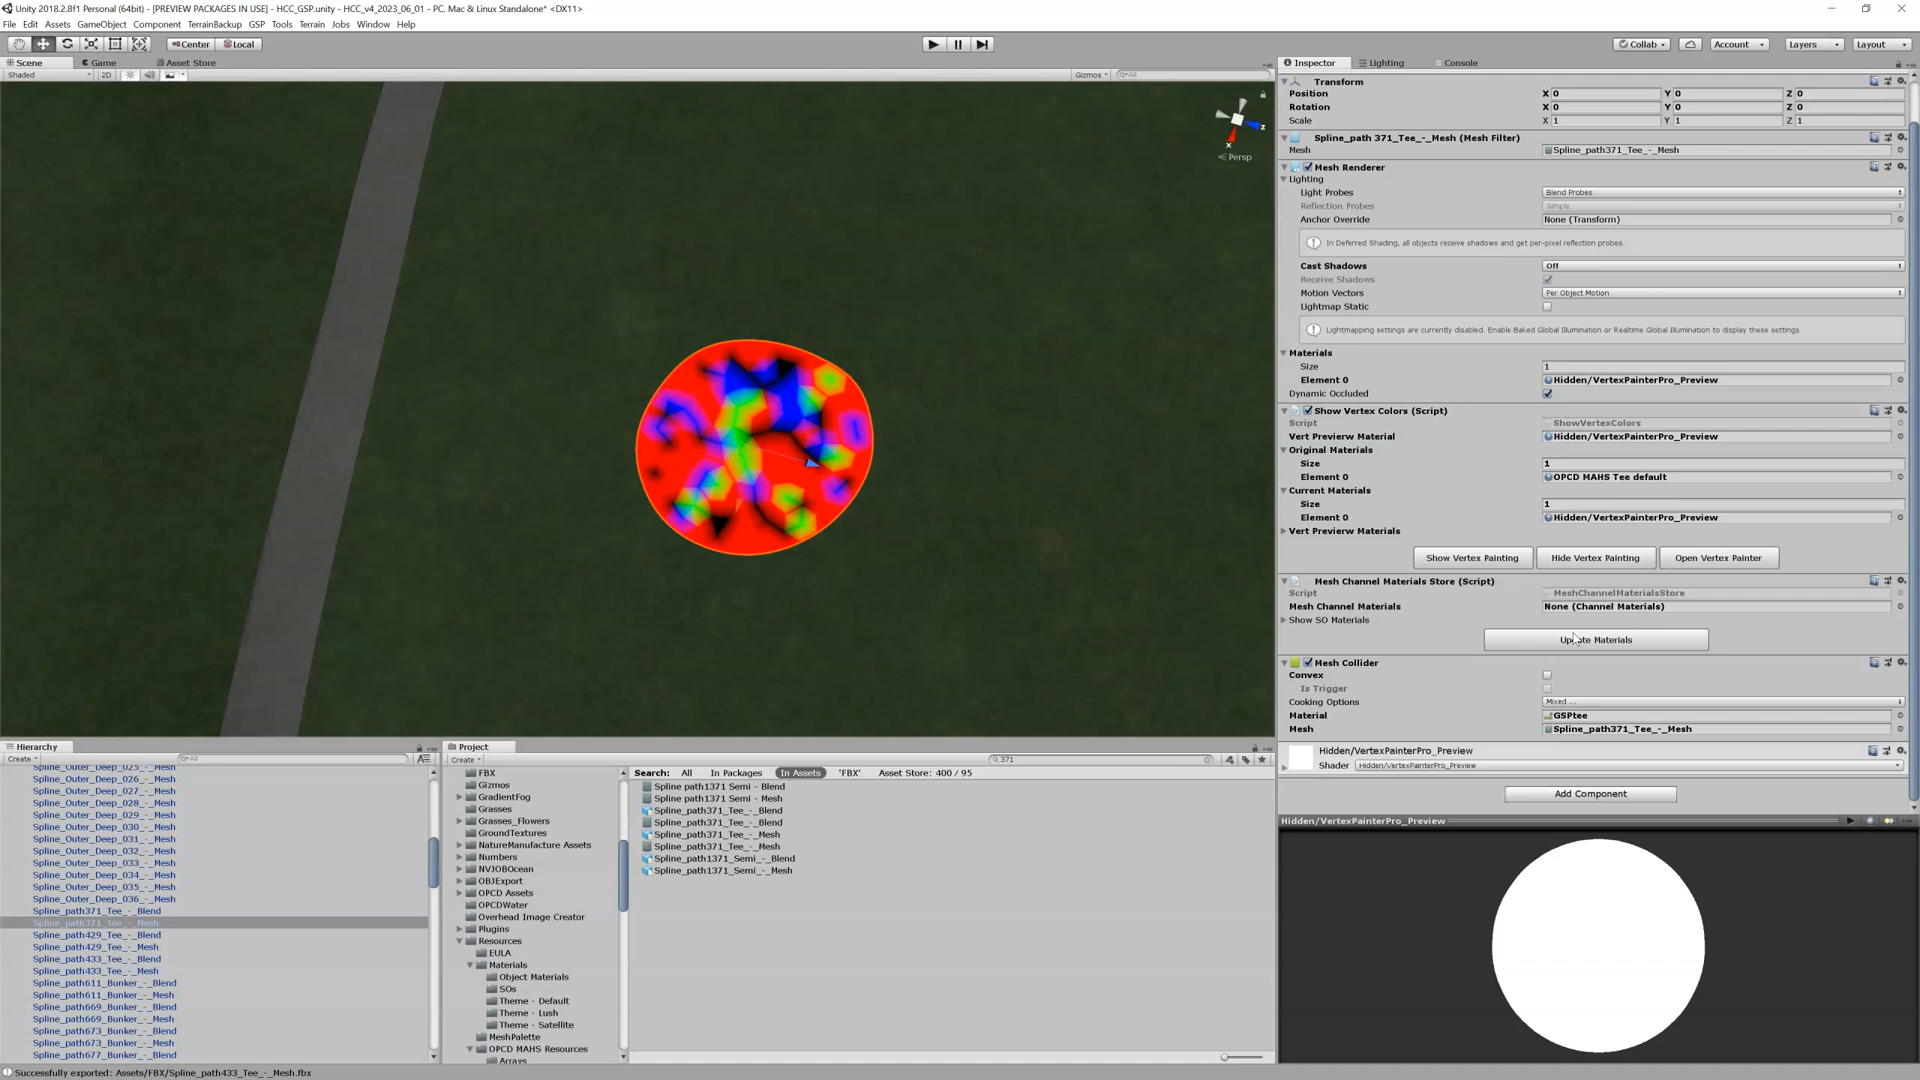 Unity 2018.2.8f1 Personal (64bit) - [PREVIEW PACKAGES IN USE] - HCC_GSP.unity - HCC_v4_2023_06_01 - PC, Mac & Linux Standalone* <DX11>
File Edit Assets GameObject Component TerrainBackup GSP Tools Terrain Jobs Window Help
Center Local Collab Account Layers Layout
Scene Game Asset Store
Shaded 2D Gizmos All
x z
Persp
Inspector Lighting Console
Transform
Position X 0 Y 0 Z 0
Rotation X 0 Y 0 Z 0
Scale X 1 Y 1 Z 1
Spline_path 371_Tee_-_Mesh (Mesh Filter)
Mesh Spline_path371_Tee_-_Mesh
Mesh Renderer
Lighting
Light Probes Blend Probes
Reflection Probes Simple
Anchor Override None (Transform)
In Deferred Shading, all objects receive shadows and get per-pixel reflection probes.
Cast Shadows Off
Receive Shadows
Motion Vectors Per Object Motion
Lightmap Static
Lightmapping settings are currently disabled. Enable Baked Global Illumination or Realtime Global Illumination to display these settings.
Materials
Size 1
Element 0 Hidden/VertexPainterPro_Preview
Dynamic Occluded
Show Vertex Colors (Script)
Script ShowVertexColors
Vert Previerw Material Hidden/VertexPainterPro_Preview
Original Materials
Size 1
Element 0 OPCD MAHS Tee default
Current Materials
Size 1
Element 0 Hidden/VertexPainterPro_Preview
Vert Previerw Materials
Show Vertex Painting Hide Vertex Painting Open Vertex Painter
Mesh Channel Materials Store (Script)
Script MeshChannelMaterialsStore
Mesh Channel Materials None (Channel Materials)
Show SO Materials
Update Materials
Mesh Collider
Convex
Is Trigger
Cooking Options Mixed ...
Material GSPtee
Mesh Spline_path371_Tee_-_Mesh
Hidden/VertexPainterPro_Preview
Shader Hidden/VertexPainterPro_Preview
Add Component
Hidden/VertexPainterPro_Preview
Hierarchy
Create All
Spline_Outer_Deep_025_-_Mesh
Spline_Outer_Deep_026_-_Mesh
Spline_Outer_Deep_027_-_Mesh
Spline_Outer_Deep_028_-_Mesh
Spline_Outer_Deep_029_-_Mesh
Spline_Outer_Deep_030_-_Mesh
Spline_Outer_Deep_031_-_Mesh
Spline_Outer_Deep_032_-_Mesh
Spline_Outer_Deep_033_-_Mesh
Spline_Outer_Deep_034_-_Mesh
Spline_Outer_Deep_035_-_Mesh
Spline_Outer_Deep_036_-_Mesh
Spline_path371_Tee_-_Blend
Spline_path371_Tee_-_Mesh
Spline_path429_Tee_-_Blend
Spline_path429_Tee_-_Mesh
Spline_path433_Tee_-_Blend
Spline_path433_Tee_-_Mesh
Spline_path611_Bunker_-_Blend
Spline_path611_Bunker_-_Mesh
Spline_path669_Bunker_-_Blend
Spline_path669_Bunker_-_Mesh
Spline_path673_Bunker_-_Blend
Spline_path673_Bunker_-_Mesh
Spline_path677_Bunker_-_Blend
Project
Create 371
FBX
Gizmos
GradientFog
Grasses
Grasses_Flowers
GroundTextures
NatureManufacture Assets
Numbers
NVJOBOcean
OBJExport
OPCD Assets
OPCDWater
Overhead Image Creator
Plugins
Resources
EULA
Materials
Object Materials
SOs
Theme - Default
Theme - Lush
Theme - Satellite
MeshPalette
OPCD MAHS Resources
Arrays
Search: All In Packages In Assets 'FBX' Asset Store: 400 / 95
Spline path1371 Semi - Blend
Spline path1371 Semi - Mesh
Spline_path371_Tee_-_Blend
Spline_path371_Tee_-_Blend
Spline_path371_Tee_-_Mesh
Spline_path371_Tee_-_Mesh
Spline_path1371_Semi_-_Blend
Spline_path1371_Semi_-_Mesh
Successfully exported: Assets/FBX/Spline_path433_Tee_-_Mesh.fbx